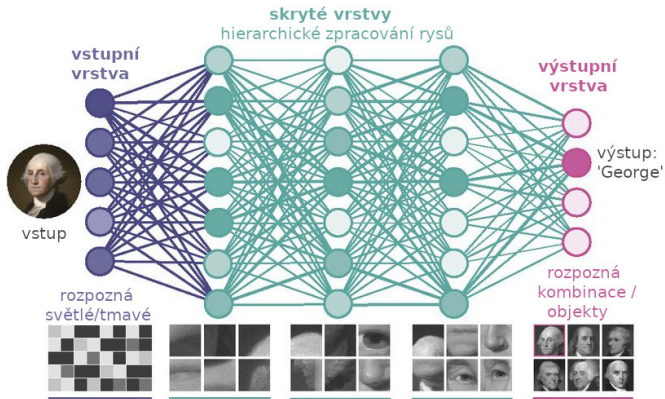 skryté vrstvy
hierarchické zpracování rysů
vstupní
vrstva
výstupní
vrstva
vstup
výstup:
'George'
rozpozná
světlé/tmavé
rozpozná
kombinace /
objekty